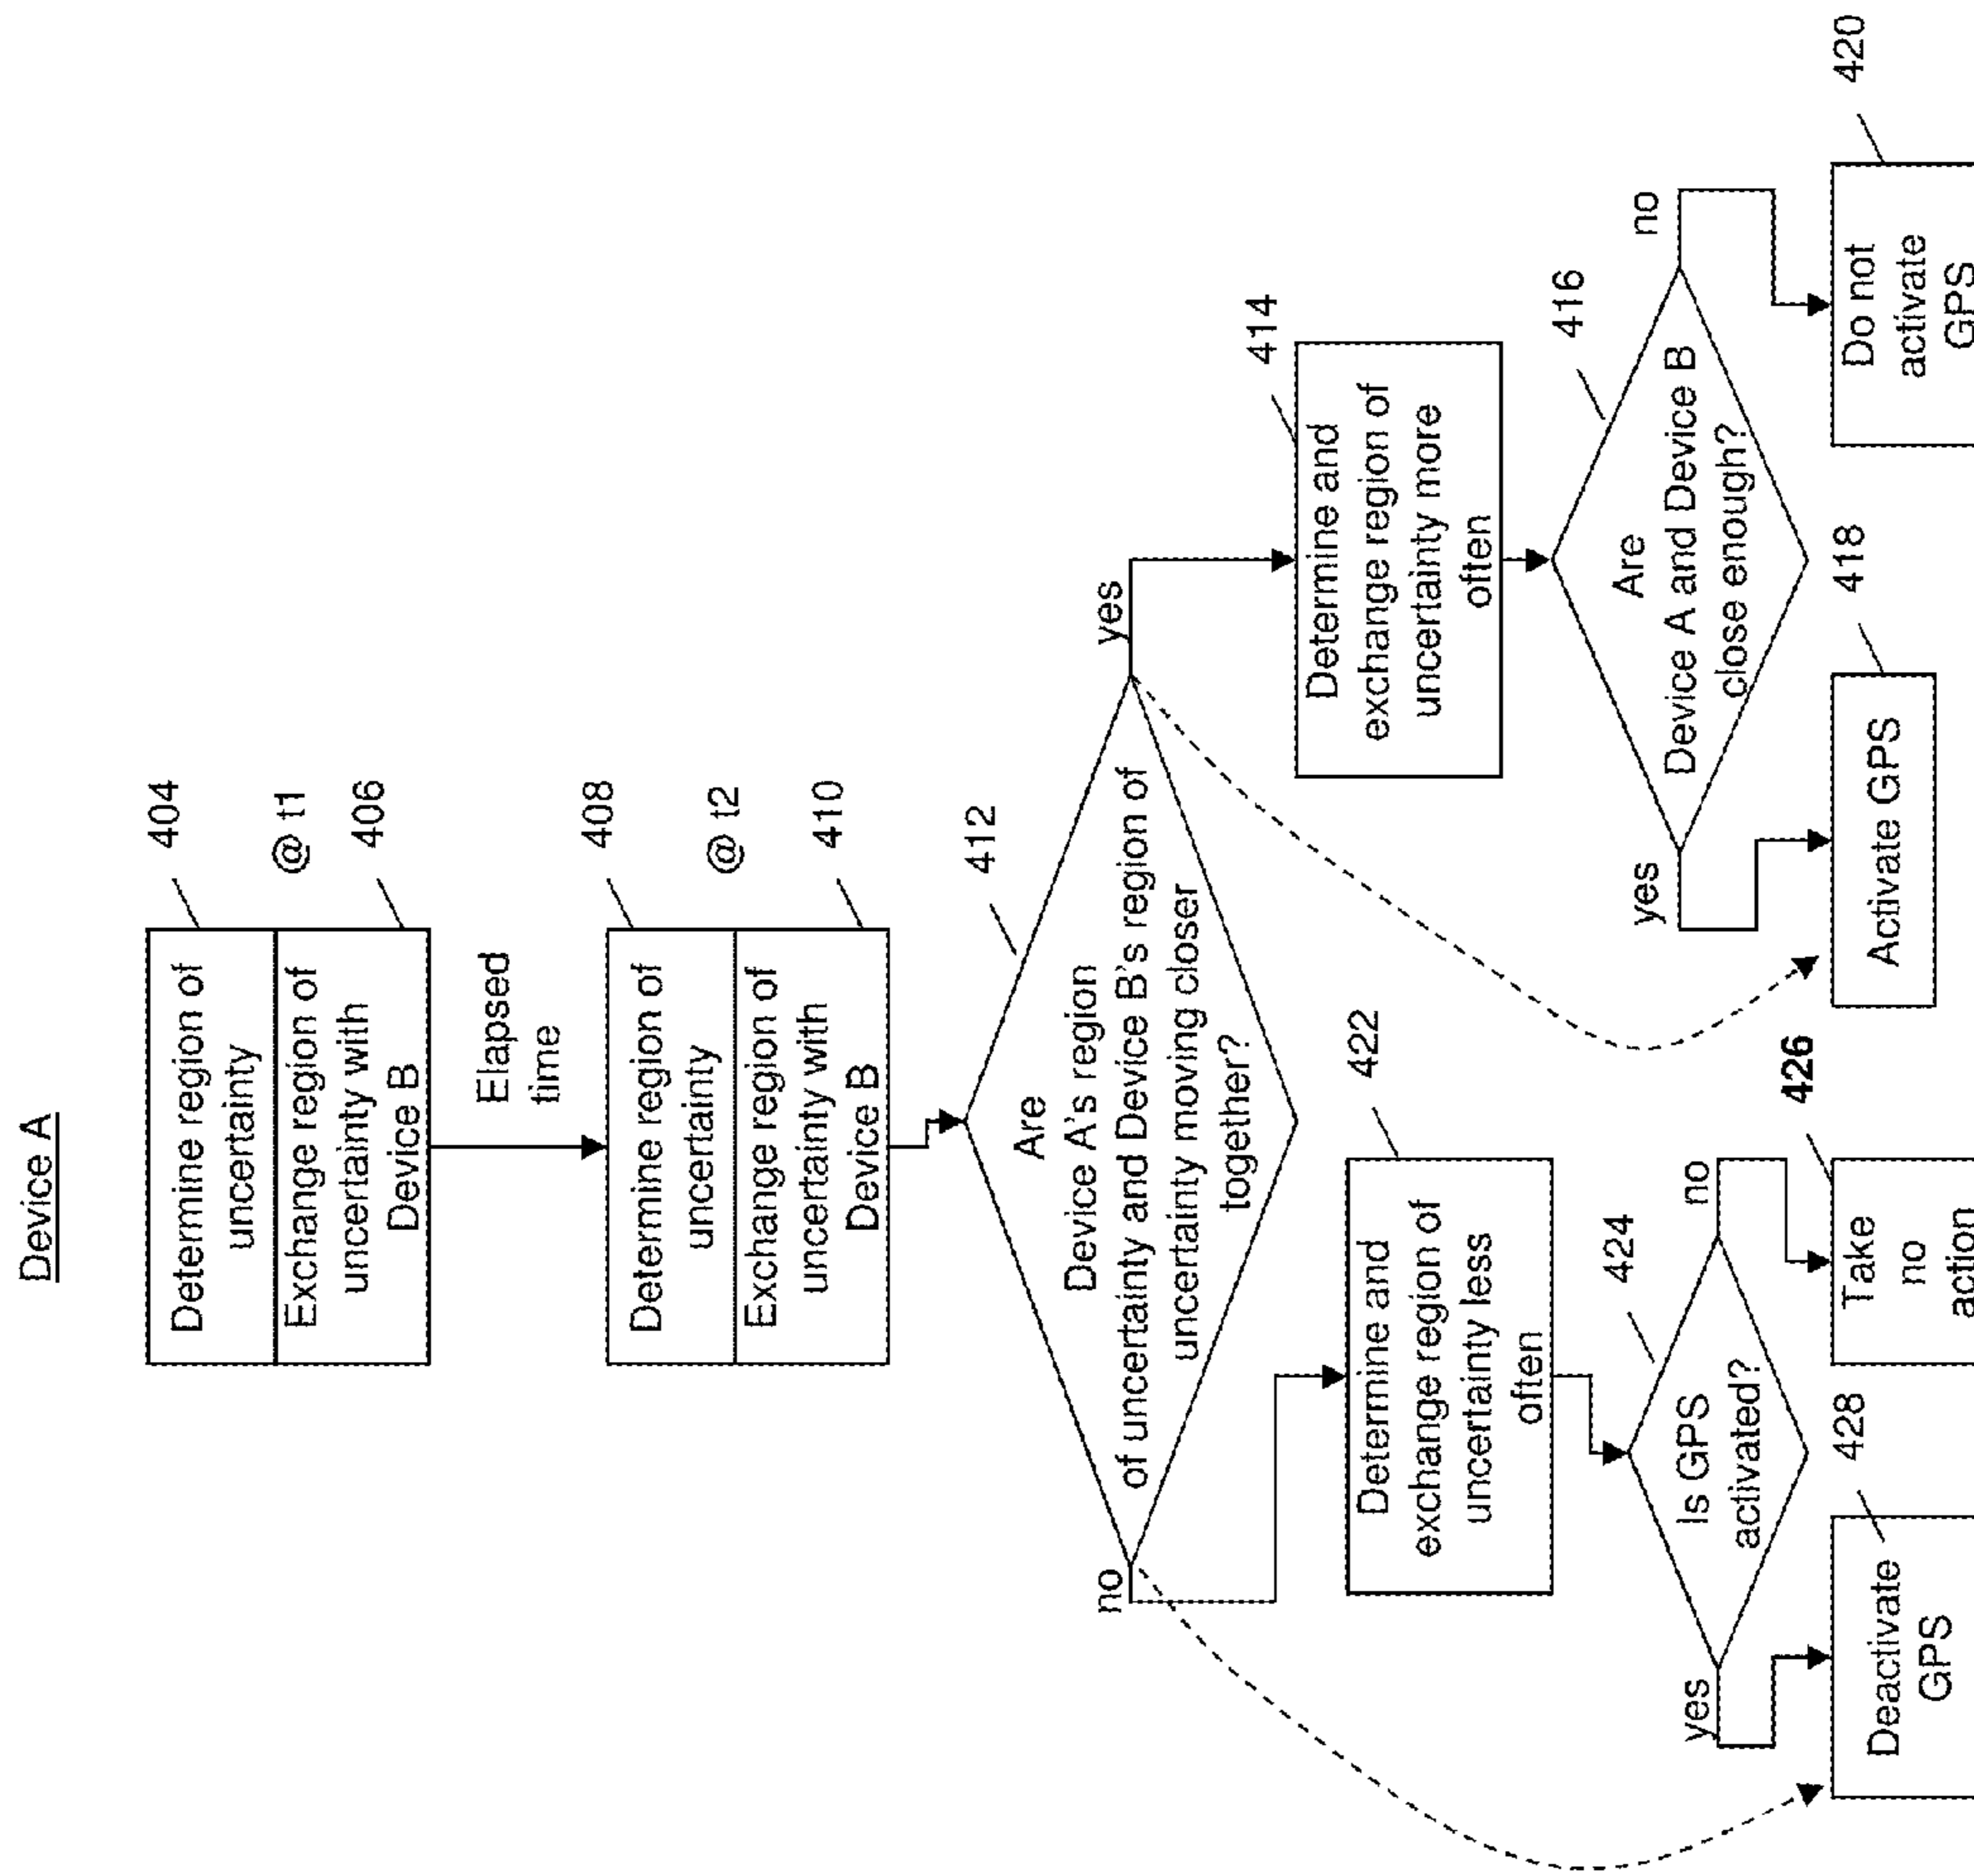 Device A
404
Determine region of
uncertainty
@ t1
Exchange region of
uncertainty with
Device B
406
Elapsed
time
408
Determine region of
uncertainty
@ t2
Exchange region of
uncertainty with
Device B
410
412
Are
Device A's region
of uncertainty and Device B's region of
uncertainty moving closer
together?
no
yes
422
Determine and
exchange region of
uncertainty less
often
414
Determine and
exchange region of
uncertainty more
often
424
Is GPS
activated?
yes
no
416
Are
Device A and Device B
close enough?
yes
no
428
Deactivate
GPS
426
Take
no
action
418
Activate GPS
420
Do not
activate
GPS